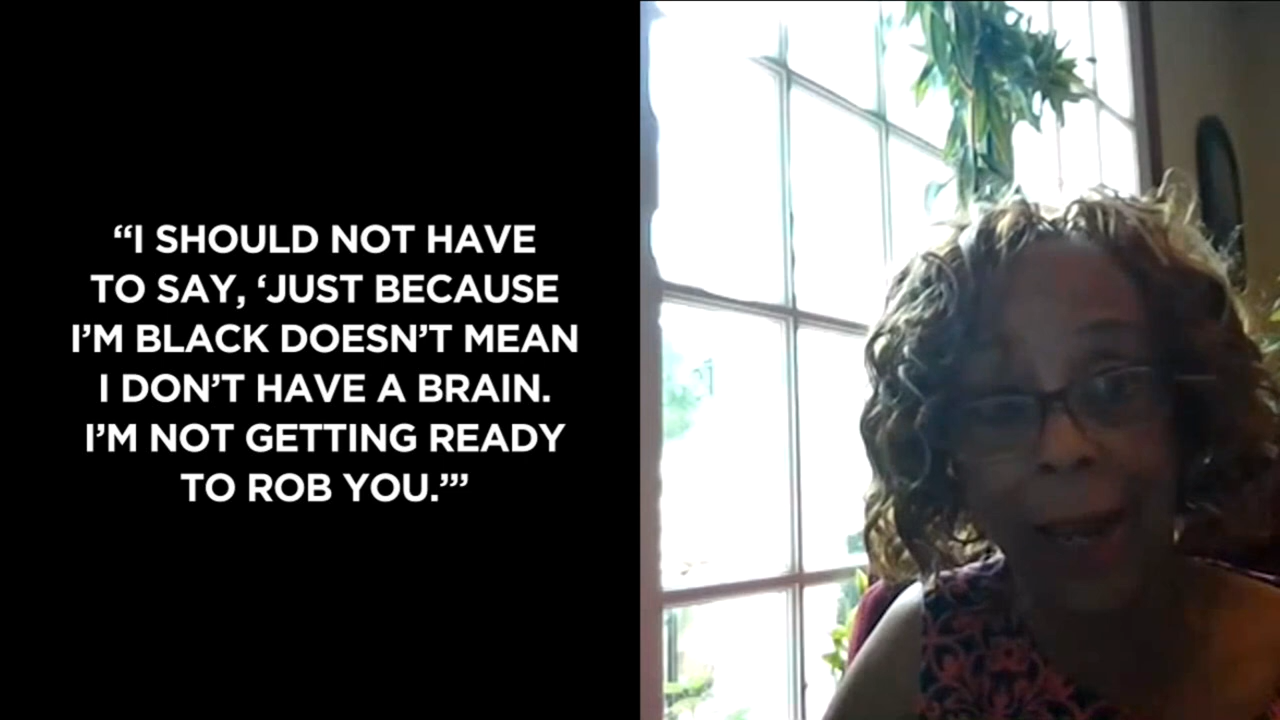 “I SHOULD NOT HAVE
TO SAY, ‘JUST BECAUSE
I’M BLACK DOESN’T MEAN
I DON’T HAVE A BRAIN.
I’M NOT GETTING READY
TO ROB YOU.’”